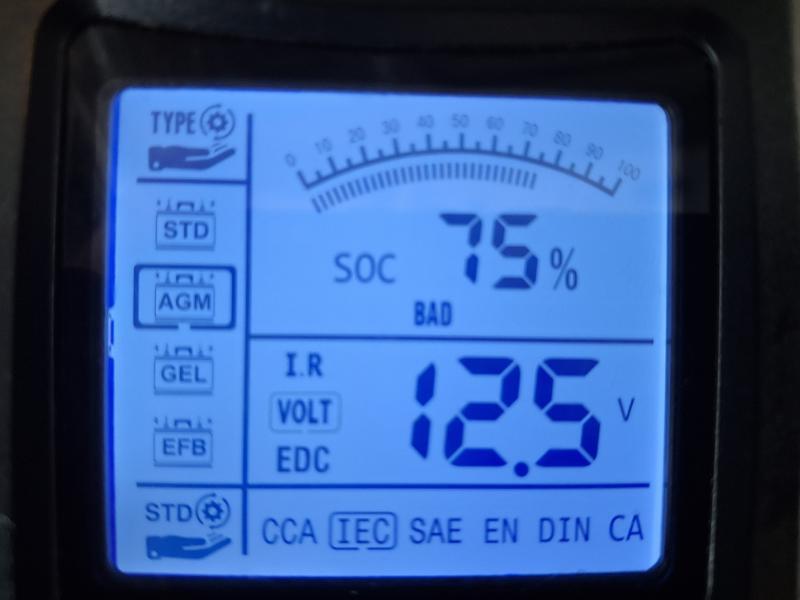 TYPE
STD
AGM
GEL
EFB
STD
0 10 20 30 40 50 60 70 80 90 100
SOC 75%
BAD
I.R
VOLT
EDC
12.5 V
CCA IEC SAE EN DIN CA